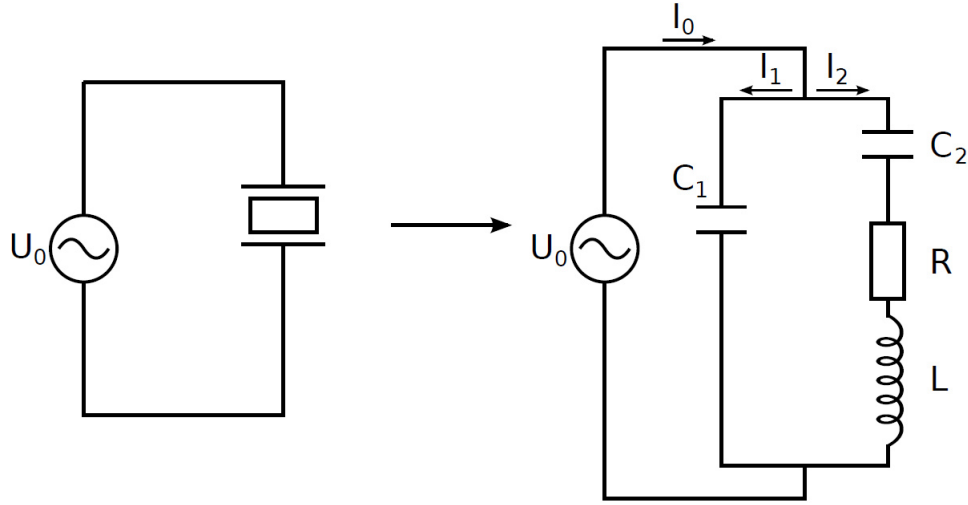 U₀
I₀
I₁
I₂
C₁
C₂
U₀
R
L